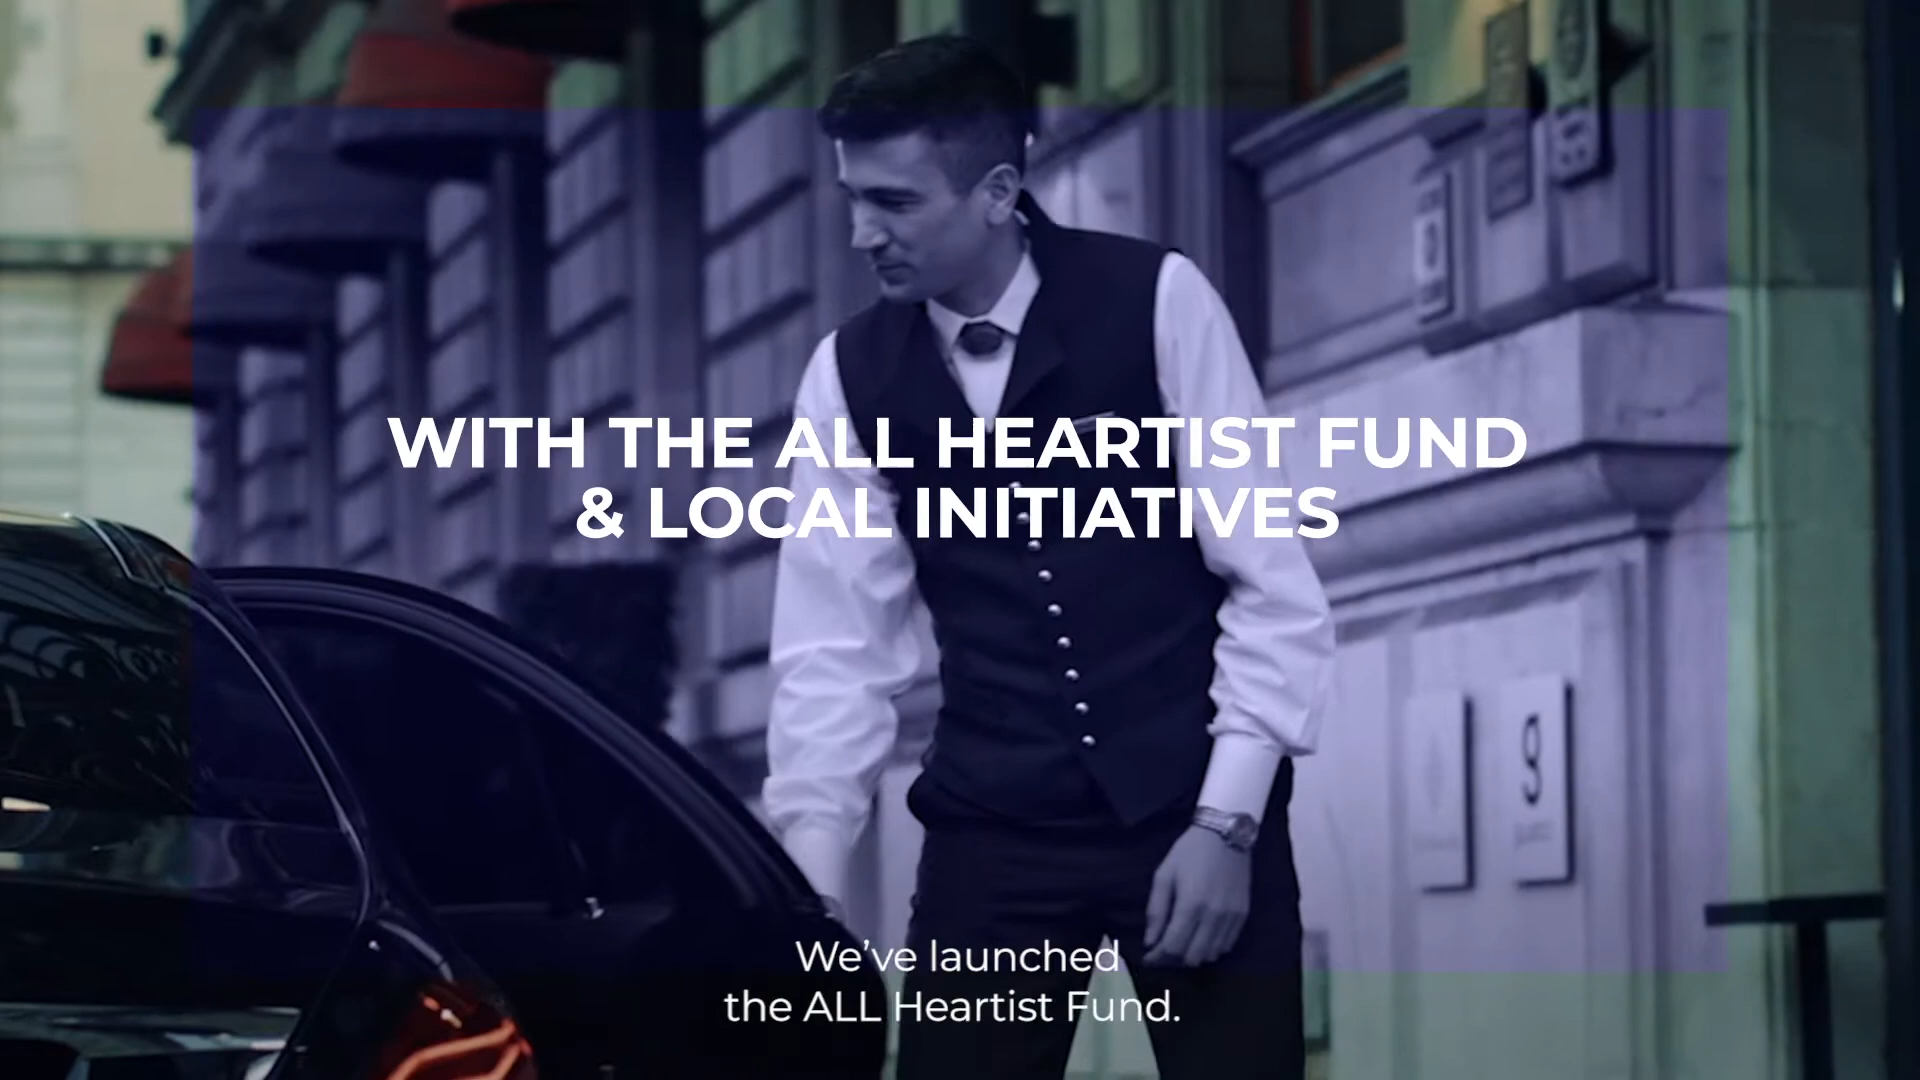 WITH THE ALL HEARTIST FUND
& LOCAL INITIATIVES
We’ve launched
the ALL Heartist Fund.